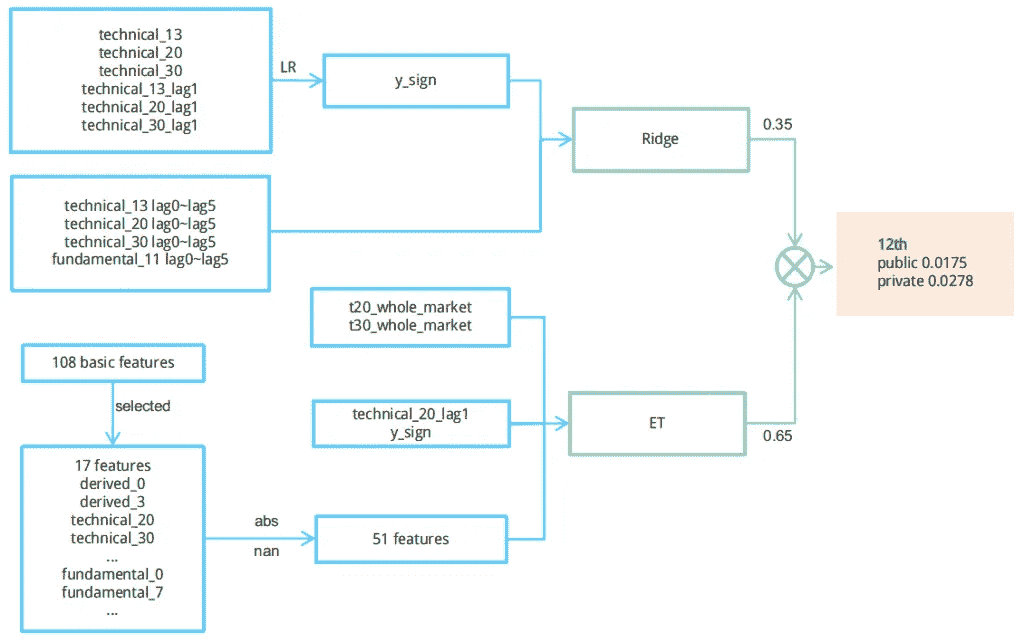 technical_13
technical_20
technical_30
technical_13_lag1
technical_20_lag1
technical_30_lag1
LR
y_sign
technical_13 lag0~lag5
technical_20 lag0~lag5
technical_30 lag0~lag5
fundamental_11 lag0~lag5
Ridge
0.35
12th
public 0.0175
private 0.0278
t20_whole_market
t30_whole_market
108 basic features
selected
technical_20_lag1
y_sign
ET
0.65
17 features
derived_0
derived_3
technical_20
technical_30
...
fundamental_0
fundamental_7
...
abs
nan
51 features